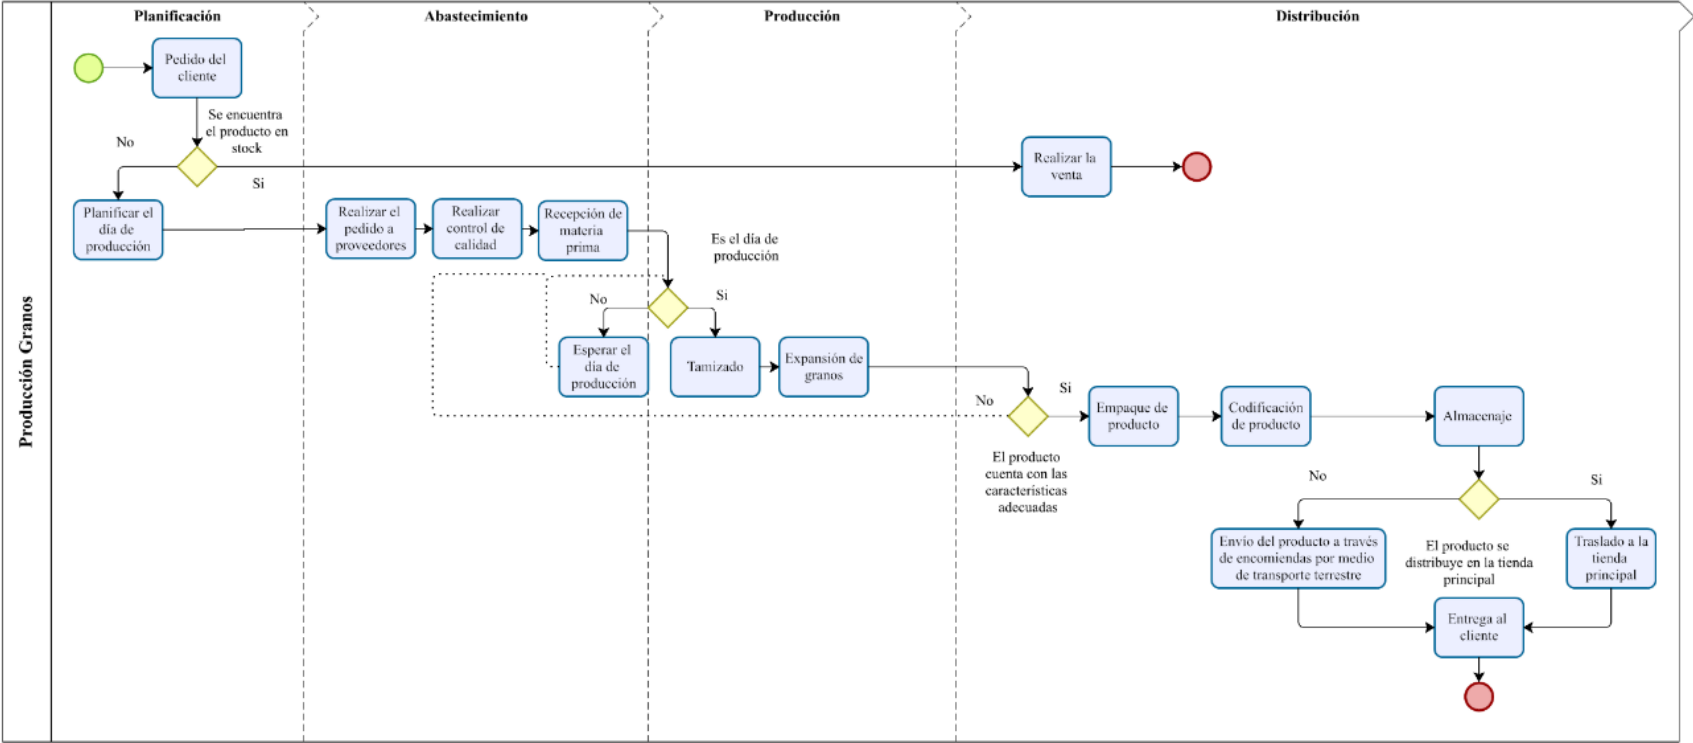 Planificación
Abastecimiento
Producción
Distribución
Producción Granos
Pedido del
cliente
Se encuentra
el producto en
stock
No
Si
Realizar la
venta
Planificar el
día de
producción
Realizar el
pedido a
proveedores
Realizar
control de
calidad
Recepción de
materia
prima
Es el día de
producción
No
Si
Esperar el
día de
producción
Tamizado
Expansión de
granos
No
Si
El producto
cuenta con las
características
adecuadas
Empaque de
producto
Codificación
de producto
Almacenaje
No
Si
Envío del producto a través
de encomiendas por medio
de transporte terrestre
El producto se
distribuye en la tienda
principal
Traslado a la
tienda
principal
Entrega al
cliente